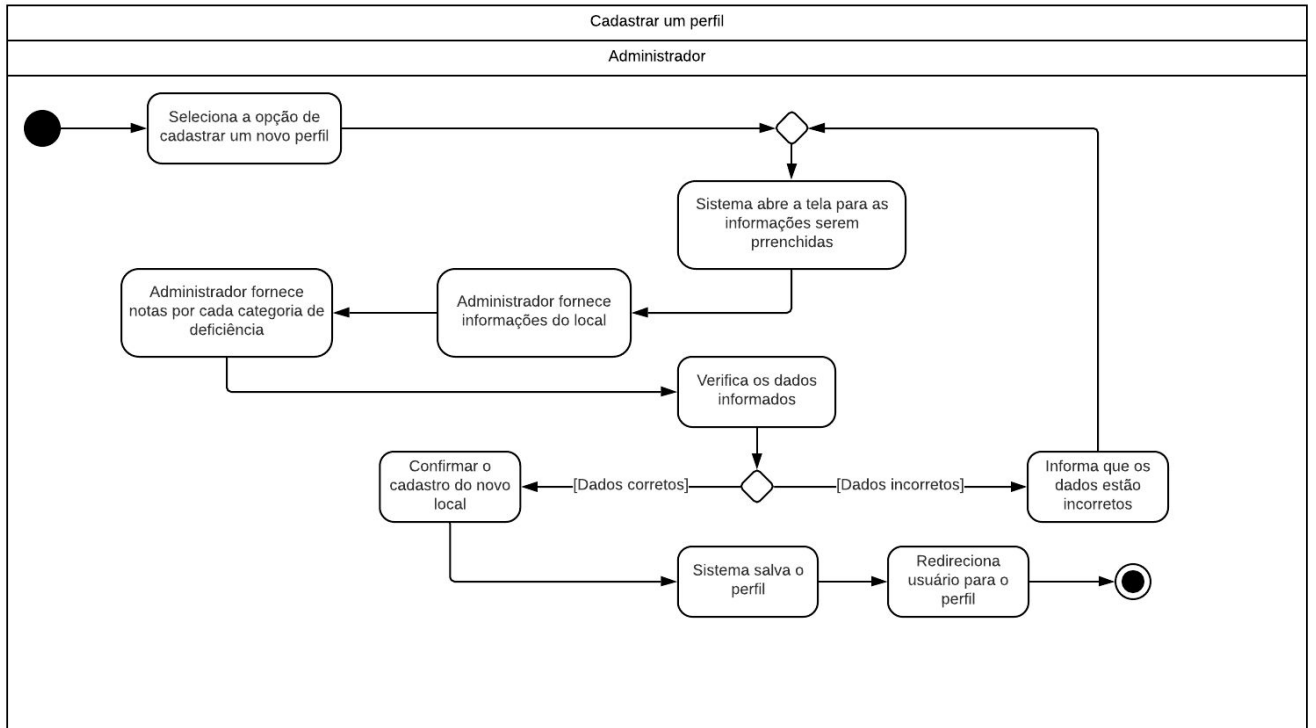 Cadastrar um perfil
Administrador
Seleciona a opção de
cadastrar um novo perfil
Sistema abre a tela para as
informações serem
prrenchidas
Administrador fornece
informações do local
Administrador fornece
notas por cada categoria de
deficiência
Verifica os dados
informados
[Dados corretos]
[Dados incorretos]
Confirmar o
cadastro do novo
local
Informa que os
dados estão
incorretos
Sistema salva o
perfil
Redireciona
usuário para o
perfil